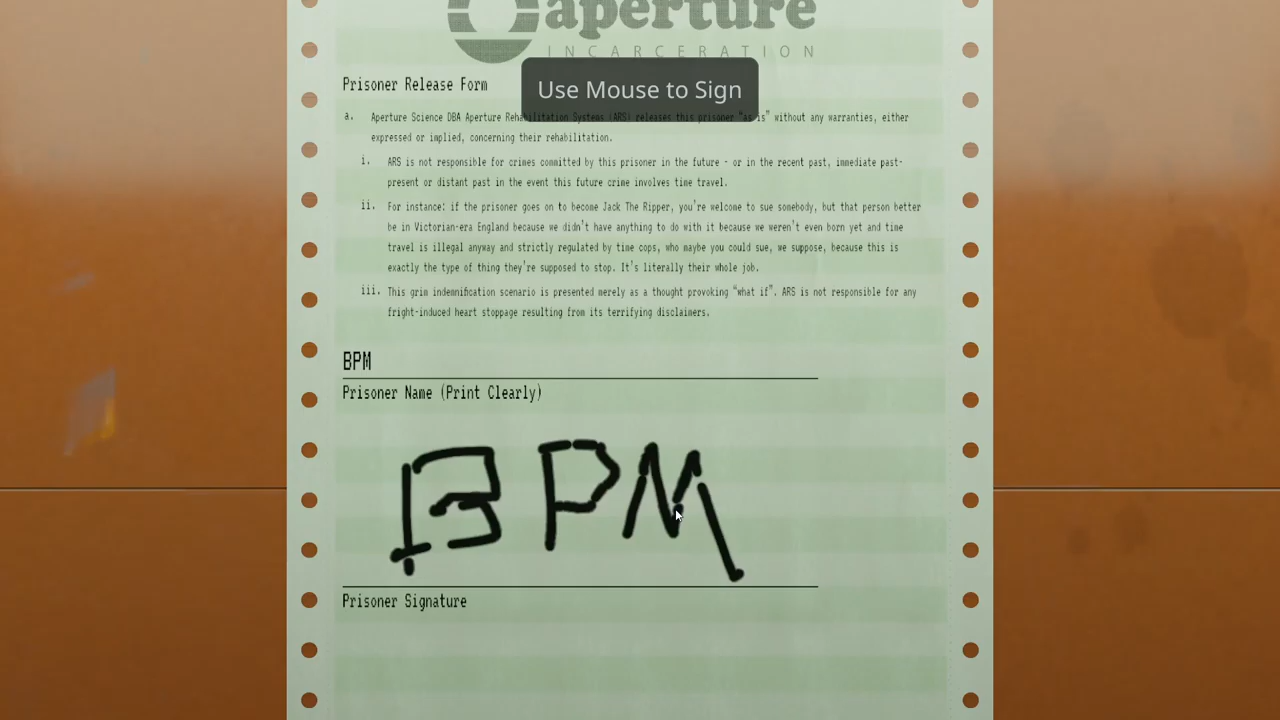 aperture
INCARCERATION
Prisoner Release Form
Use Mouse to Sign
a. Aperture Science DBA Aperture Rehabilitation Systems (ARS) releases this prisoner “as is” without any warranties, either
expressed or implied, concerning their rehabilitation.
i. ARS is not responsible for crimes committed by this prisoner in the future - or in the recent past, immediate past-
present or distant past in the event this future crime involves time travel.
ii. For instance: if the prisoner goes on to become Jack The Ripper, you're welcome to sue somebody, but that person better
be in Victorian-era England because we didn't have anything to do with it because we weren't even born yet and time
travel is illegal anyway and strictly regulated by time cops, who maybe you could sue, we suppose, because this is
exactly the type of thing they're supposed to stop. It's literally their whole job.
iii. This grim indemnification scenario is presented merely as a thought provoking “what if”. ARS is not responsible for any
fright-induced heart stoppage resulting from its terrifying disclaimers.
BPM
Prisoner Name (Print Clearly)
BPM
Prisoner Signature